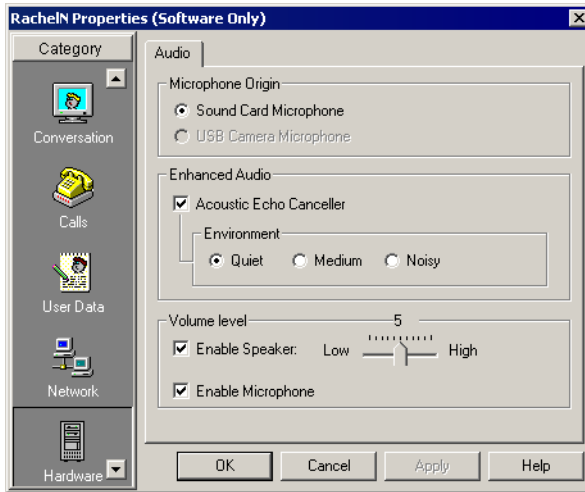 RachelN Properties (Software Only)
Category
Conversation
Calls
User Data
Network
Hardware
Audio
Microphone Origin
Sound Card Microphone
USB Camera Microphone
Enhanced Audio
Acoustic Echo Canceller
Environment
Quiet Medium Noisy
Volume level 5
Enable Speaker: Low High
Enable Microphone
OK Cancel Apply Help